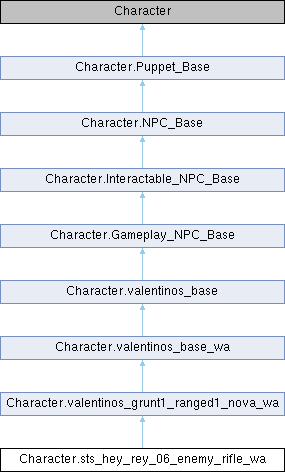 Character
Character.Puppet_Base
Character.NPC_Base
Character.Interactable_NPC_Base
Character.Gameplay_NPC_Base
Character.valentinos_base
Character.valentinos_base_wa
Character.valentinos_grunt1_ranged1_nova_wa
Character.sts_hey_rey_06_enemy_rifle_wa